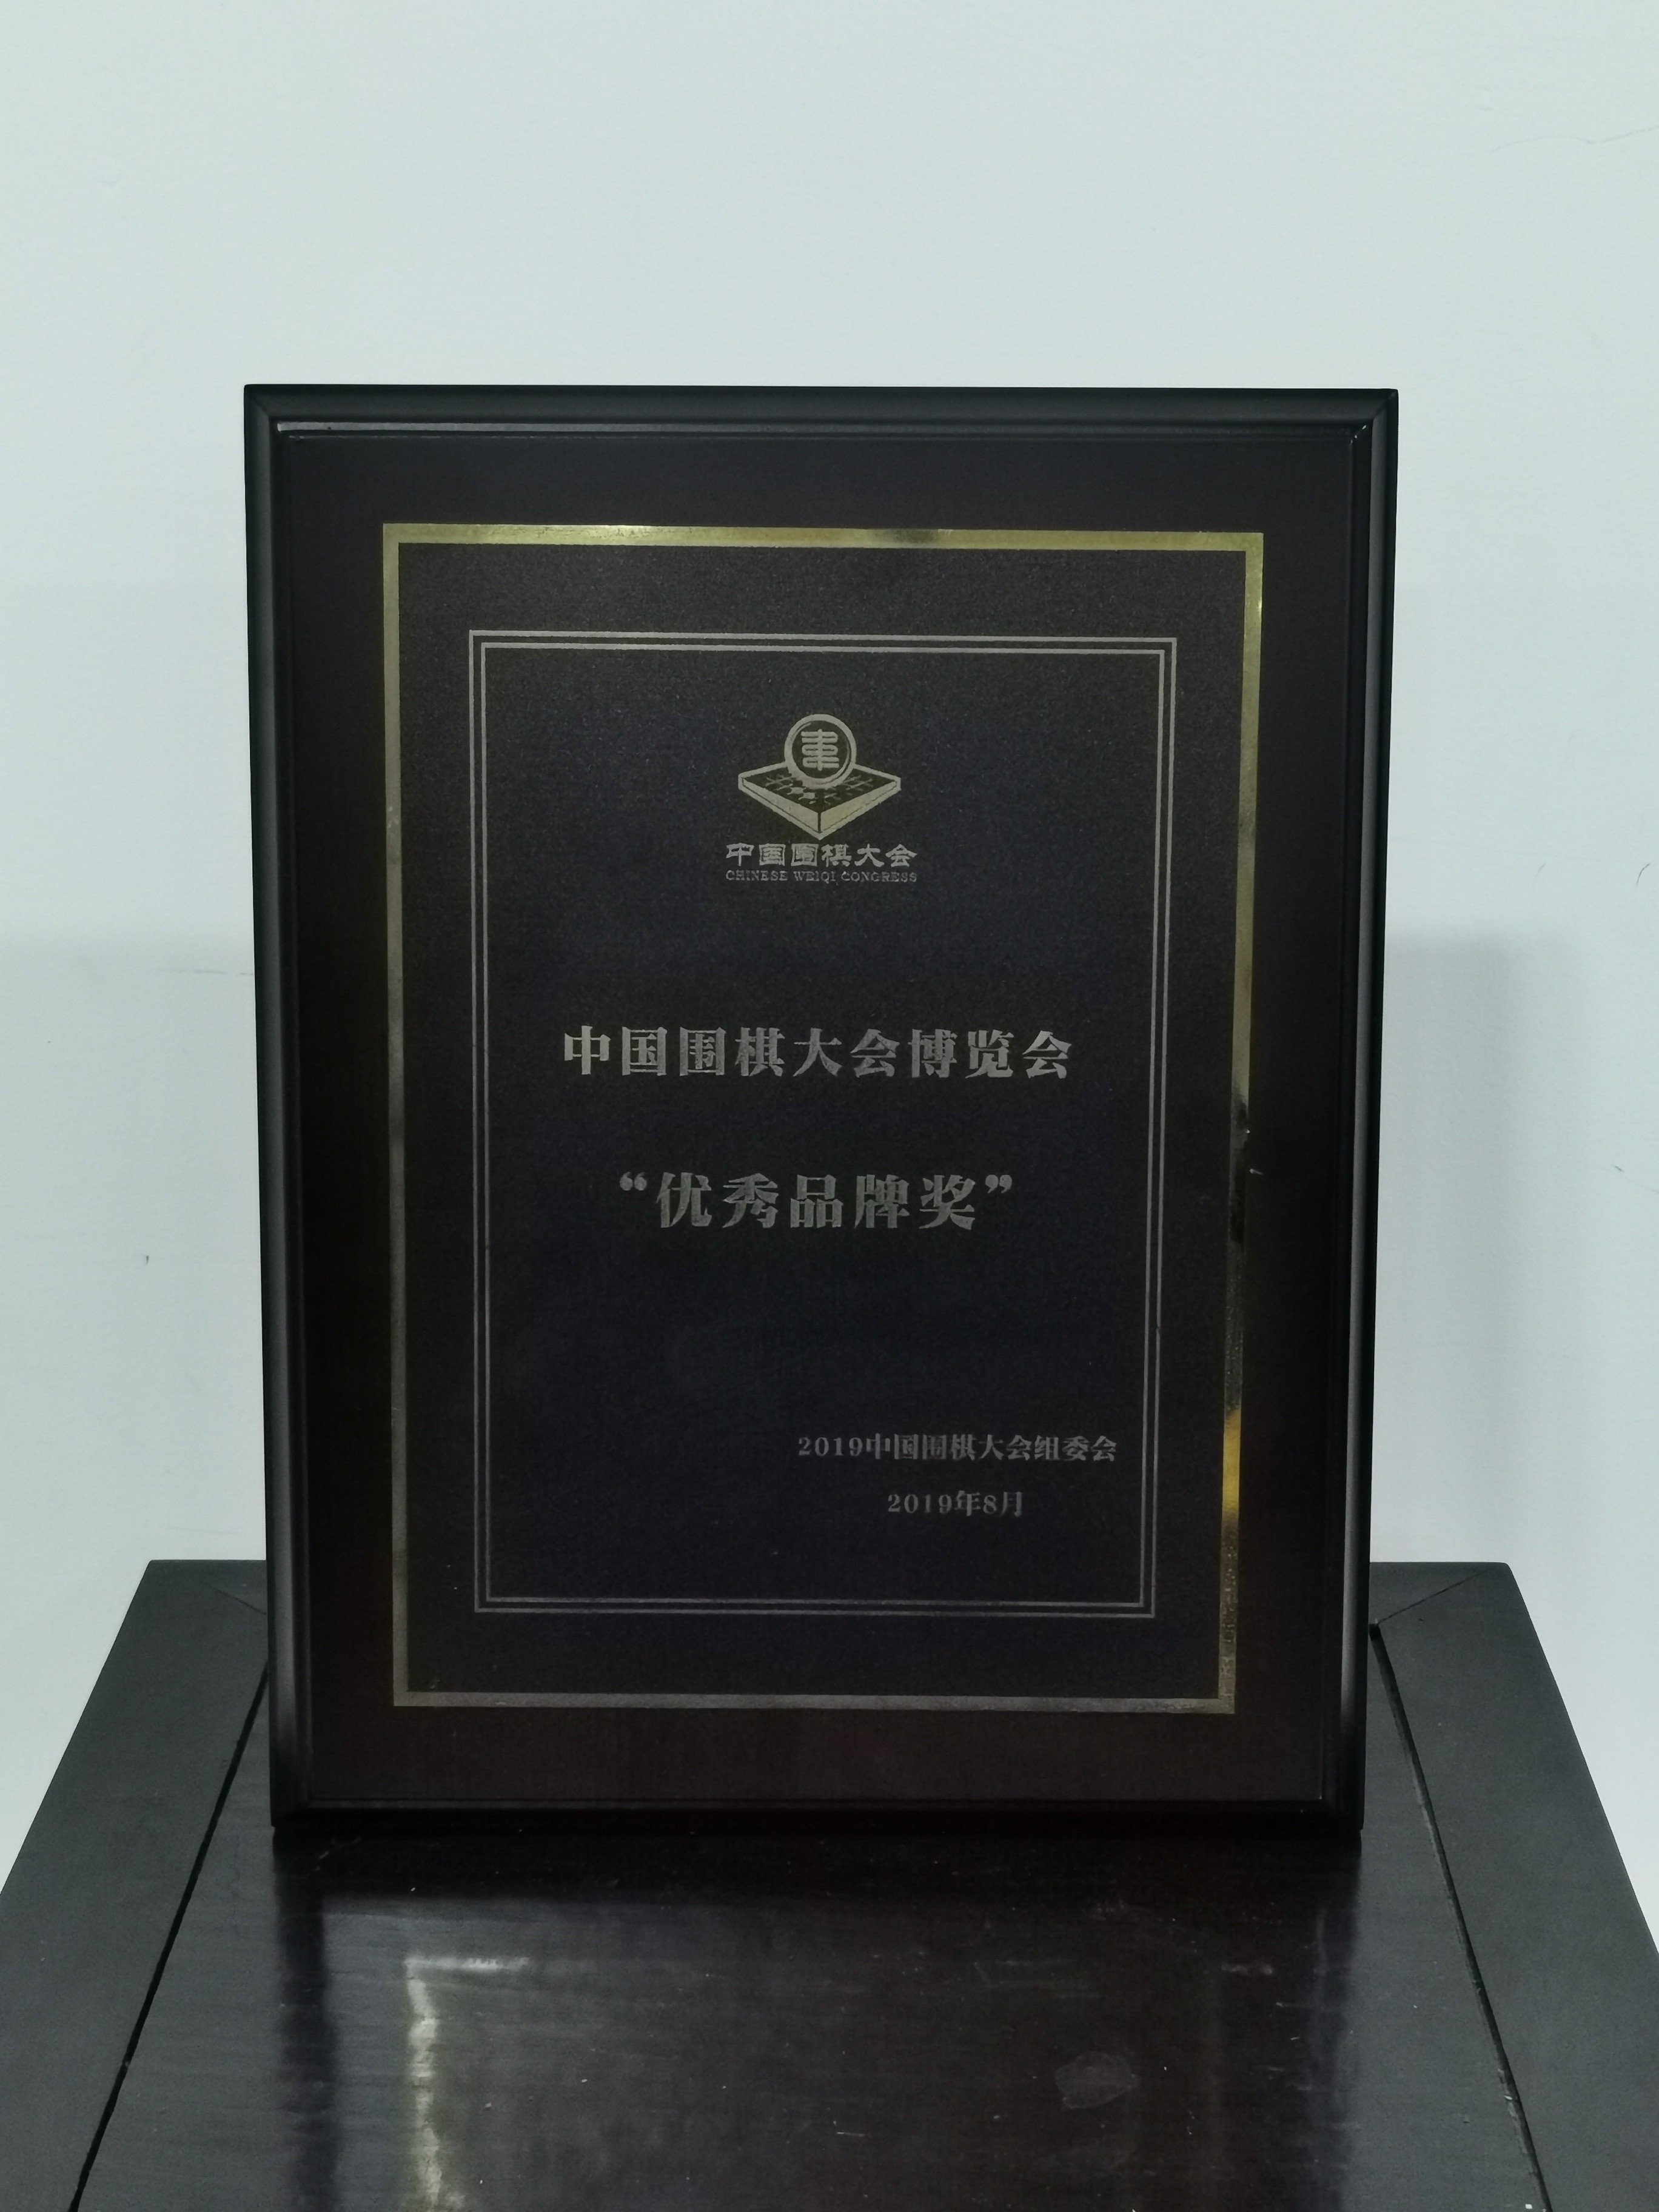 中国围棋大会
CHINESE WEIQI CONGRESS
中国围棋大会博览会
“优秀品牌奖”
2019中国围棋大会组委会
2019年8月